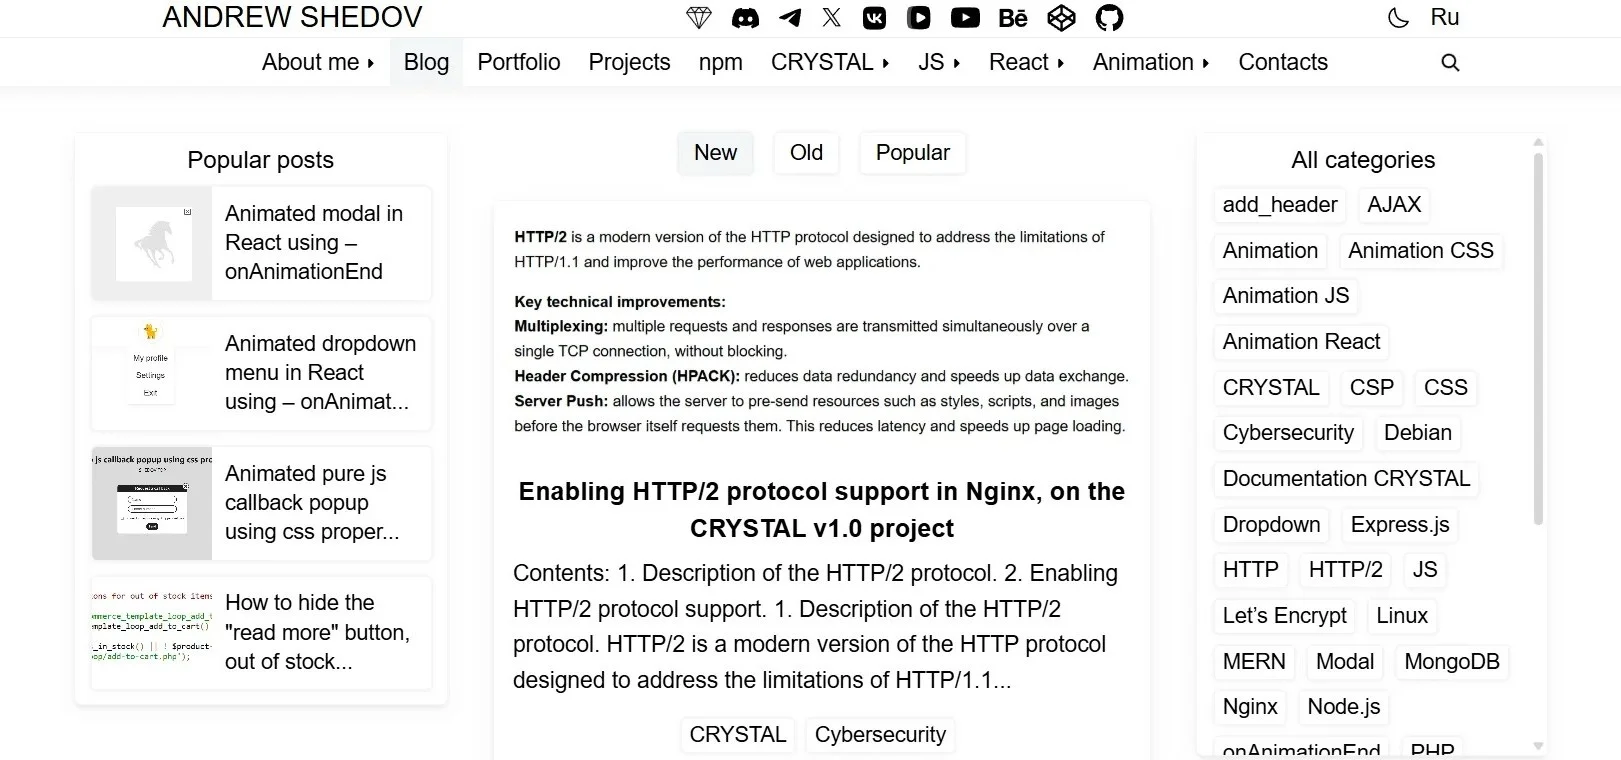 ANDREW SHEDOV
Bē
Ru
About me
Blog
Portfolio
Projects
npm
CRYSTAL
JS
React
Animation
Contacts
Popular posts
Animated modal in
React using –
onAnimationEnd
My profile
Settings
Exit
Animated dropdown
menu in React
using – onAnimat...
js callback popup using css pro
Animated pure js
callback popup
using css proper...
ons for out of stock items
mmerce_template_loop_add_t
emplate_loop_add_to_cart()
_in_stock() || ! $product-
oop/add-to-cart.php");
How to hide the
"read more" button,
out of stock...
New
Old
Popular
HTTP/2 is a modern version of the HTTP protocol designed to address the limitations of
HTTP/1.1 and improve the performance of web applications.
Key technical improvements:
Multiplexing: multiple requests and responses are transmitted simultaneously over a
single TCP connection, without blocking.
Header Compression (HPACK): reduces data redundancy and speeds up data exchange.
Server Push: allows the server to pre-send resources such as styles, scripts, and images
before the browser itself requests them. This reduces latency and speeds up page loading.
Enabling HTTP/2 protocol support in Nginx, on the
CRYSTAL v1.0 project
Contents: 1. Description of the HTTP/2 protocol. 2. Enabling
HTTP/2 protocol support. 1. Description of the HTTP/2
protocol. HTTP/2 is a modern version of the HTTP protocol
designed to address the limitations of HTTP/1.1...
CRYSTAL
Cybersecurity
All categories
add_header AJAX
Animation Animation CSS
Animation JS
Animation React
CRYSTAL CSP CSS
Cybersecurity Debian
Documentation CRYSTAL
Dropdown Express.js
HTTP HTTP/2 JS
Let's Encrypt Linux
MERN Modal MongoDB
Nginx Node.js
onAnimationEnd PHP